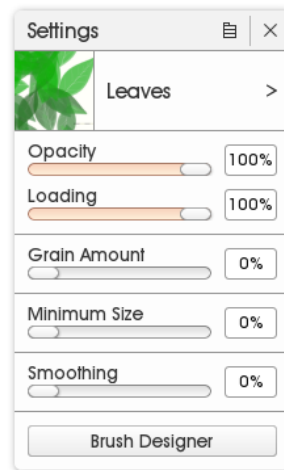 Settings
Leaves >
Opacity
100%
Loading
100%
Grain Amount
0%
Minimum Size
0%
Smoothing
0%
Brush Designer